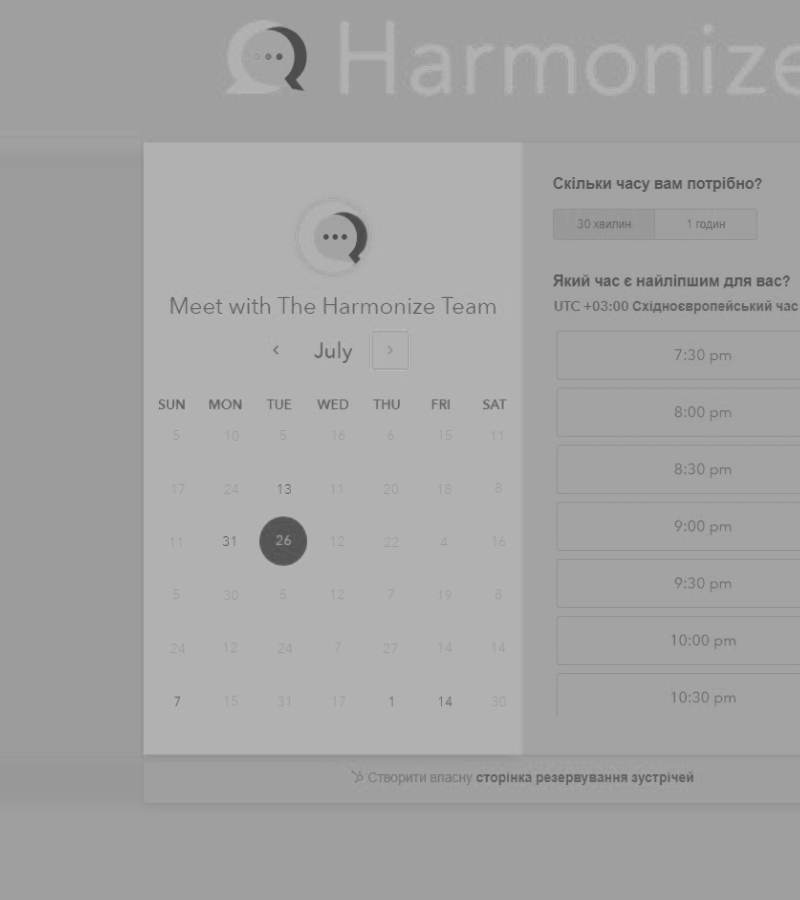 Harmonize
Meet with The Harmonize Team
July
SUN MON TUE WED THU FRI SAT
5 10 5 16 6 15 11
17 24 13 11 20 18 8
11 31 26 12 22 4 16
5 30 5 12 7 19 8
24 12 24 7 27 14 14
7 15 31 17 1 14 30
Скільки часу вам потрібно?
30 хвилин 1 годин
Який час є найліпшим для вас?
UTC +03:00 Східноєвропейський час
7:30 pm
8:00 pm
8:30 pm
9:00 pm
9:30 pm
10:00 pm
10:30 pm
Створити власну сторінка резервування зустрічей